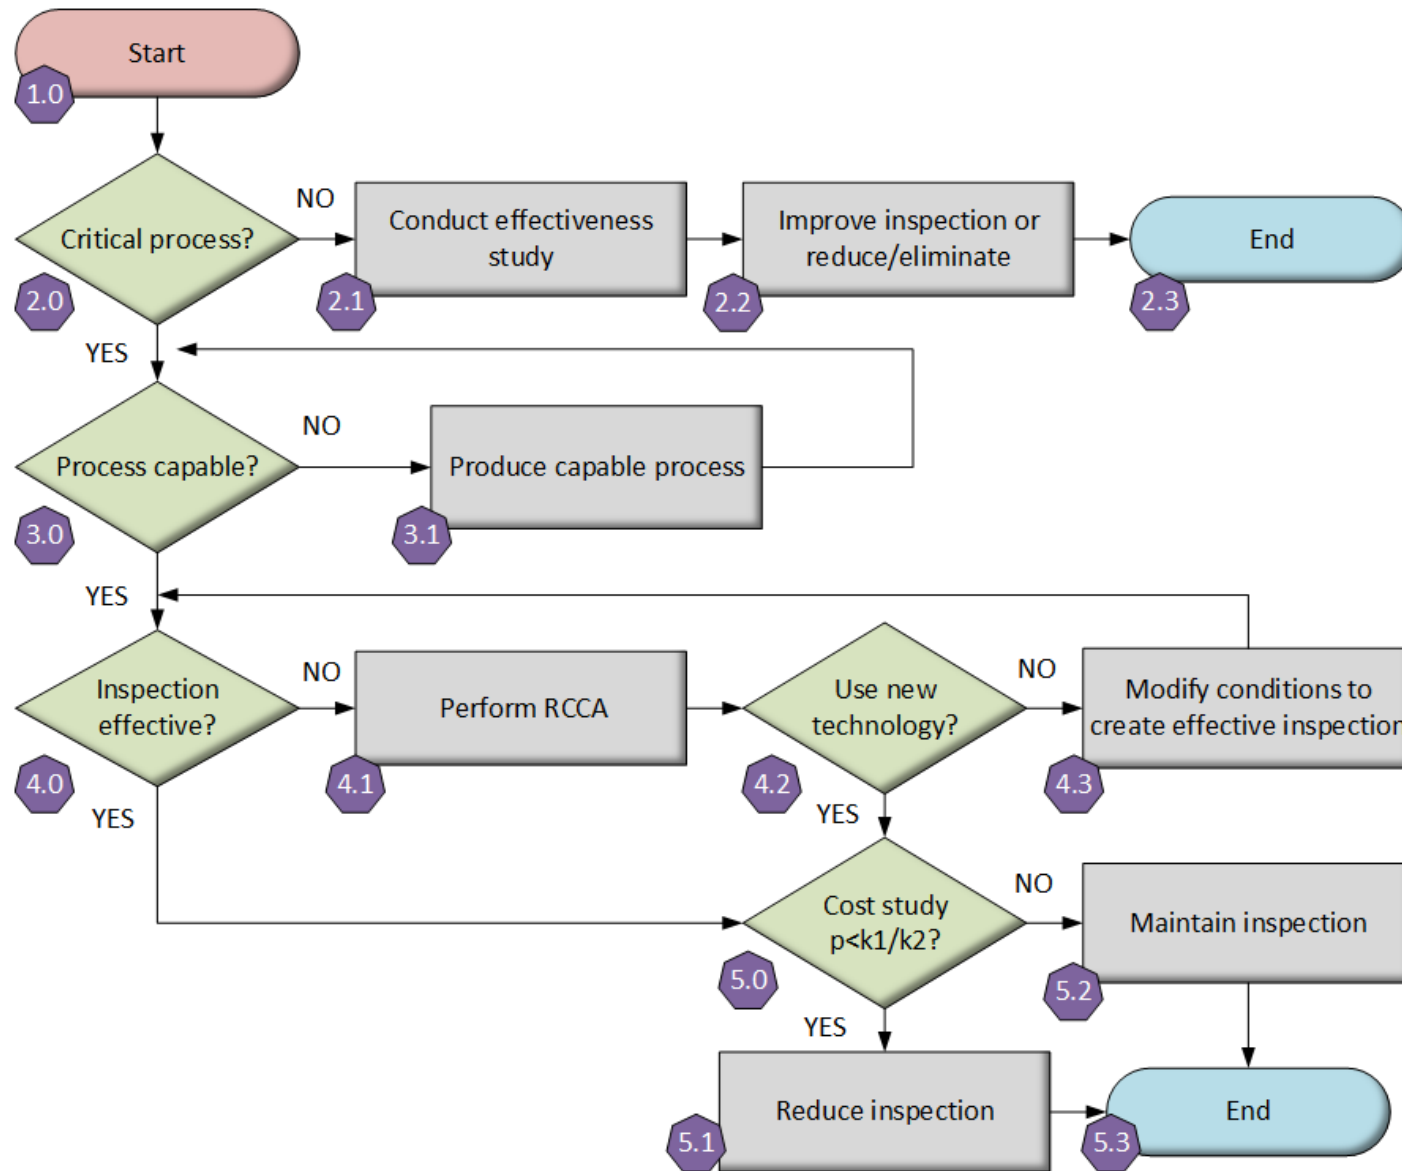 Start
1.0
Critical process?
2.0
NO
Conduct effectiveness
study
2.1
Improve inspection or
reduce/eliminate
2.2
End
2.3
YES
Process capable?
3.0
NO
Produce capable process
3.1
YES
Inspection
effective?
4.0
NO
Perform RCCA
4.1
Use new
technology?
4.2
NO
Modify conditions to
create effective inspection
4.3
YES
YES
Cost study
p<k1/k2?
5.0
NO
Maintain inspection
5.2
YES
Reduce inspection
5.1
End
5.3